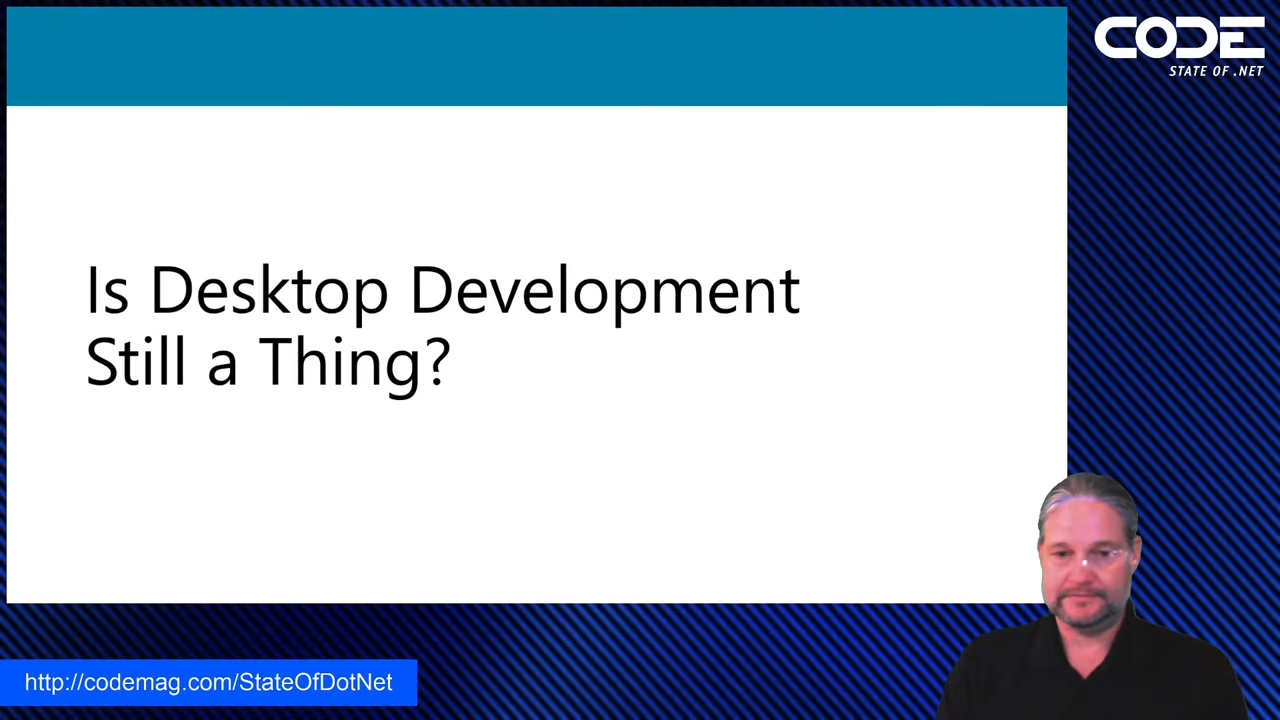 CODE
STATE OF .NET
Is Desktop Development
Still a Thing?
http://codemag.com/StateOfDotNet